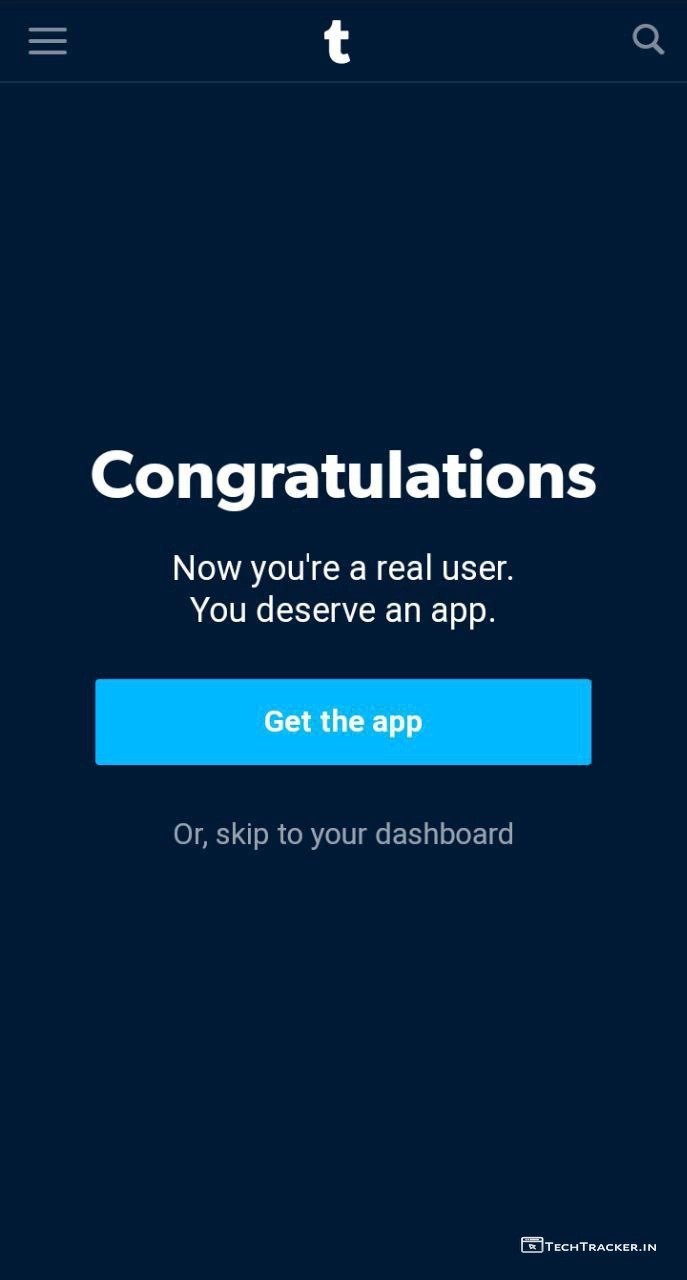 t
Congratulations
Now you're a real user.
You deserve an app.
Get the app
Or, skip to your dashboard
TECHTRACKER.IN